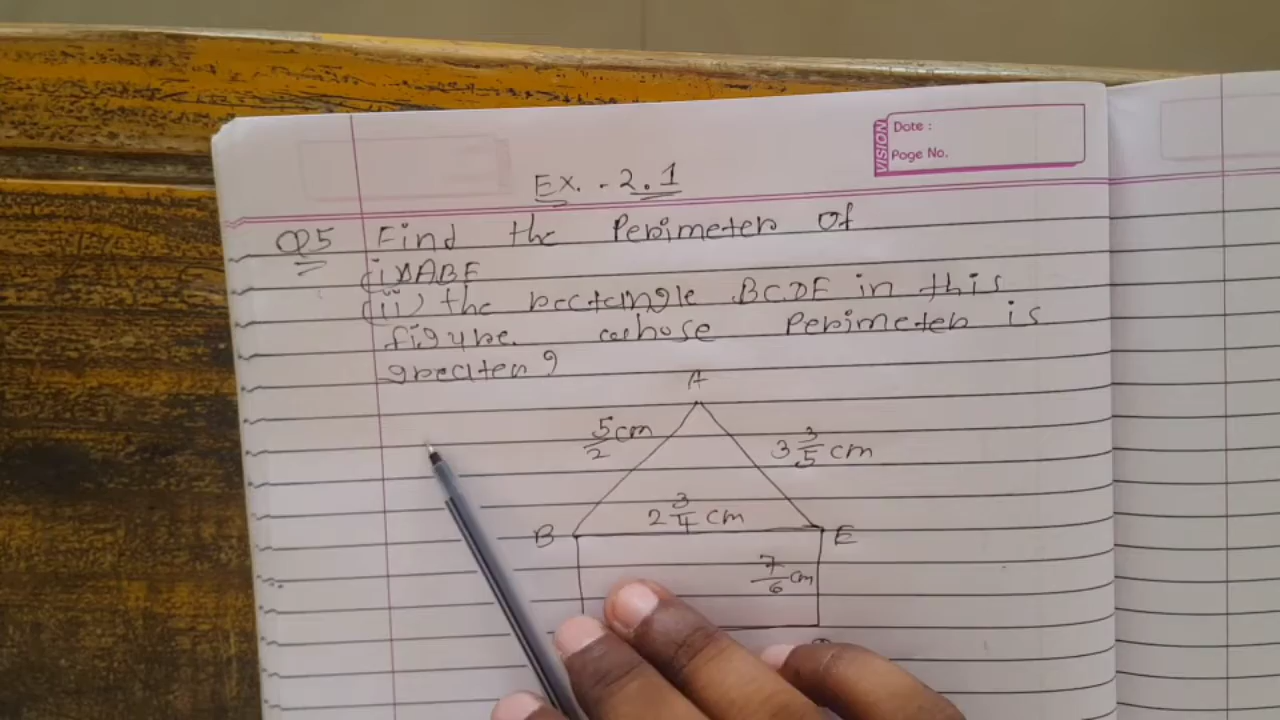 VISION
Date :
Page No.
Ex. - 2.1
Q5 Find the Perimeter of
(i) △ABE
(ii) the rectangle BCDE in this
figure. whose Perimeter is
greater?
A
5/2 cm
3 3/5 cm
2 3/4 cm
B
E
7/6 cm